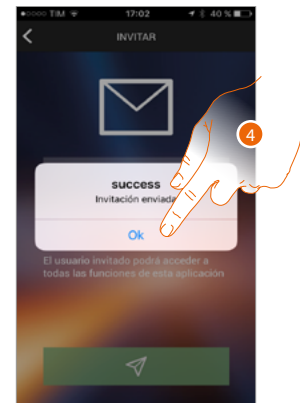 TIM 17:02 40 %
INVITAR
4
success
Invitación enviada
Ok
El usuario invitado podrá acceder a
todas las funciones de esta aplicación